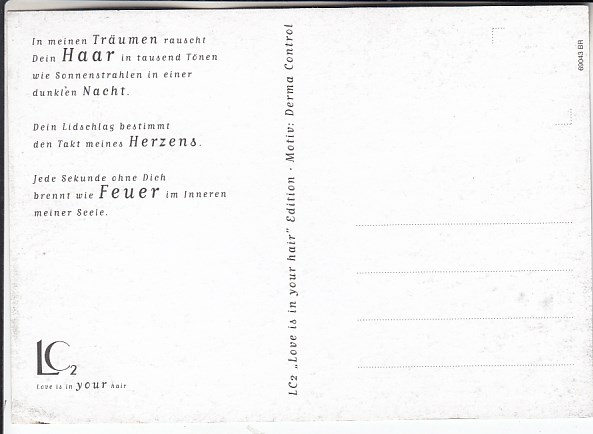 In meinen Träumen rauscht
Dein Haar in tausend Tönen
wie Sonnenstrahlen in einer
dunklen Nacht.
Dein Lidschlag bestimmt
den Takt meines Herzens.
Jede Sekunde ohne Dich
brennt wie Feuer im Inneren
meiner Seele.
LC2
Love is in your hair
LC2 „Love is in your hair” Edition · Motiv: Derma Control
69043 BR